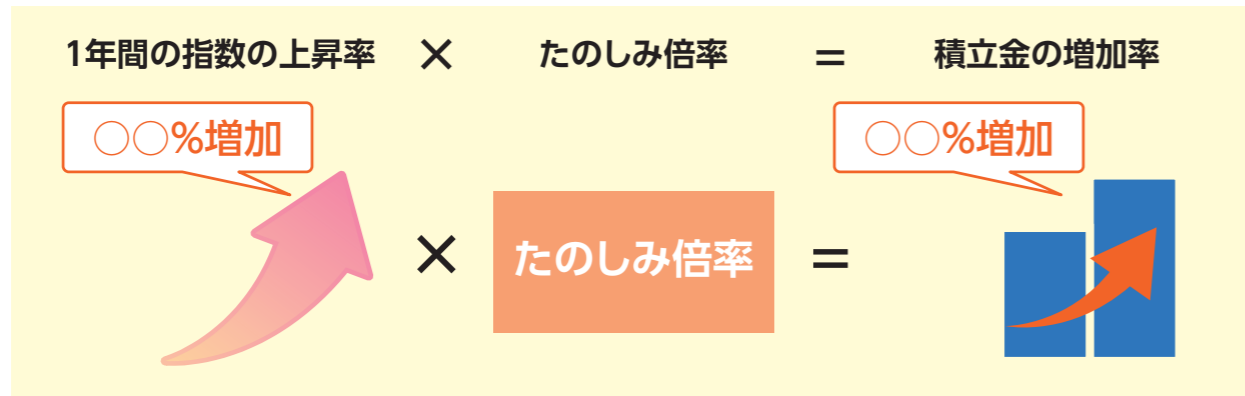 1年間の指数の上昇率 × たのしみ倍率 = 積立金の増加率
○○%増加
○○%増加
× たのしみ倍率 =